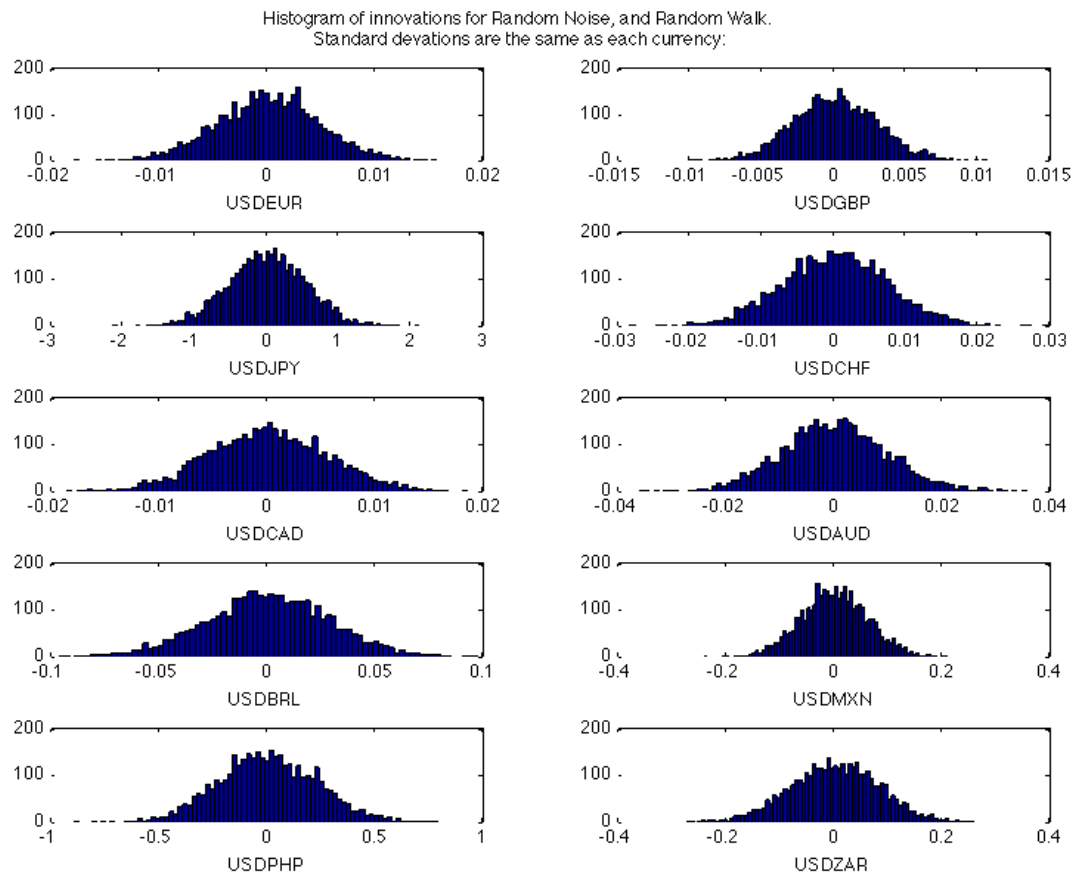 Histogram of innovations for Random Noise, and Random Walk.
Standard devations are the same as each currency:
200
100
0
-0.02 -0.01 0 0.01 0.02
USDEUR
200
100
0
-0.015 -0.01 -0.005 0 0.005 0.01 0.015
USDGBP
200
100
0
-3 -2 -1 0 1 2 3
USDJPY
200
100
0
-0.03 -0.02 -0.01 0 0.01 0.02 0.03
USDCHF
200
100
0
-0.02 -0.01 0 0.01 0.02
USDCAD
200
100
0
-0.04 -0.02 0 0.02 0.04
USDAUD
200
100
0
-0.1 -0.05 0 0.05 0.1
USDBRL
200
100
0
-0.4 -0.2 0 0.2 0.4
USDMXN
200
100
0
-1 -0.5 0 0.5 1
USDPHP
200
100
0
-0.4 -0.2 0 0.2 0.4
USDZAR